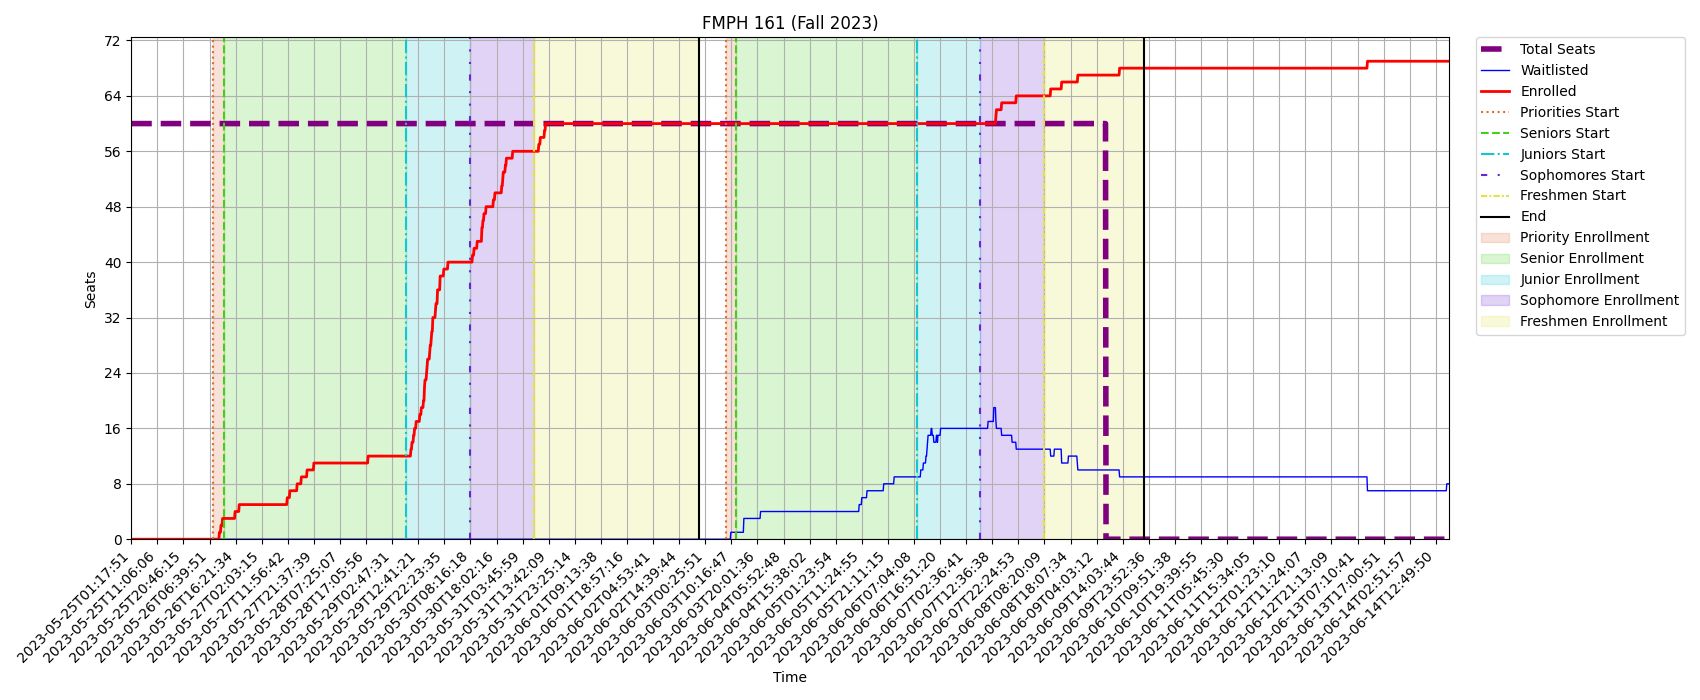 FMPH 161 (Fall 2023)
72
64
56
48
40
32
24
16
8
0
Seats
2023-05-25T01:17:51
2023-05-25T11:06:06
2023-05-25T20:46:15
2023-05-26T06:39:51
2023-05-26T16:21:34
2023-05-27T02:03:15
2023-05-27T11:56:42
2023-05-27T21:37:39
2023-05-28T07:25:07
2023-05-28T17:05:56
2023-05-29T02:47:31
2023-05-29T12:41:21
2023-05-29T22:23:35
2023-05-30T08:16:19
2023-05-30T18:02:16
2023-05-31T03:45:59
2023-05-31T13:42:09
2023-05-31T23:25:14
2023-06-01T09:13:38
2023-06-01T18:57:16
2023-06-02T04:53:41
2023-06-02T14:39:44
2023-06-03T00:25:51
2023-06-03T10:16:47
2023-06-03T20:01:36
2023-06-04T05:52:48
2023-06-04T15:38:02
2023-06-05T01:23:54
2023-06-05T11:24:55
2023-06-05T21:11:15
2023-06-06T07:04:08
2023-06-06T16:51:20
2023-06-07T02:36:41
2023-06-07T12:36:38
2023-06-07T22:24:53
2023-06-08T08:20:09
2023-06-08T18:07:34
2023-06-09T04:03:12
2023-06-09T14:03:44
2023-06-09T23:52:36
2023-06-10T09:51:38
2023-06-10T19:39:55
2023-06-11T05:45:30
2023-06-11T15:34:05
2023-06-12T01:23:10
2023-06-12T11:24:07
2023-06-12T21:13:09
2023-06-13T07:10:41
2023-06-13T17:00:51
2023-06-14T02:51:57
2023-06-14T12:49:50
Time
Total Seats
Waitlisted
Enrolled
Priorities Start
Seniors Start
Juniors Start
Sophomores Start
Freshmen Start
End
Priority Enrollment
Senior Enrollment
Junior Enrollment
Sophomore Enrollment
Freshmen Enrollment